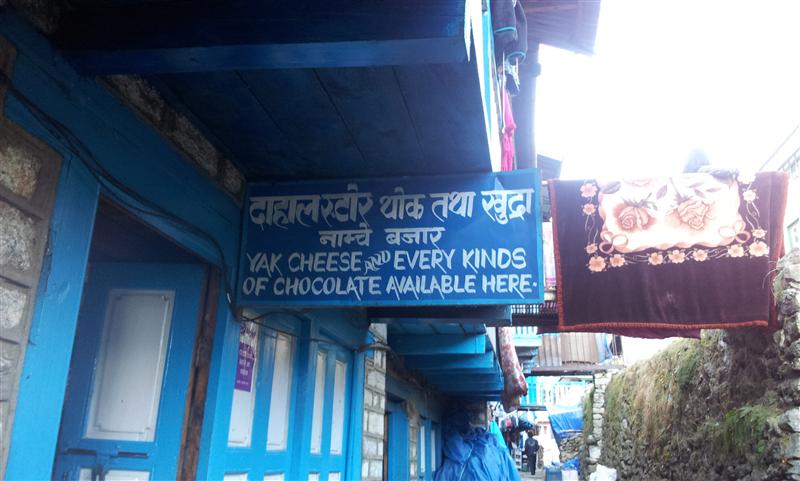 दाहाल स्टोर थोक तथा खुद्रा
नाम्चे बजार
YAK CHEESE AND EVERY KINDS
OF CHOCOLATE AVAILABLE HERE.